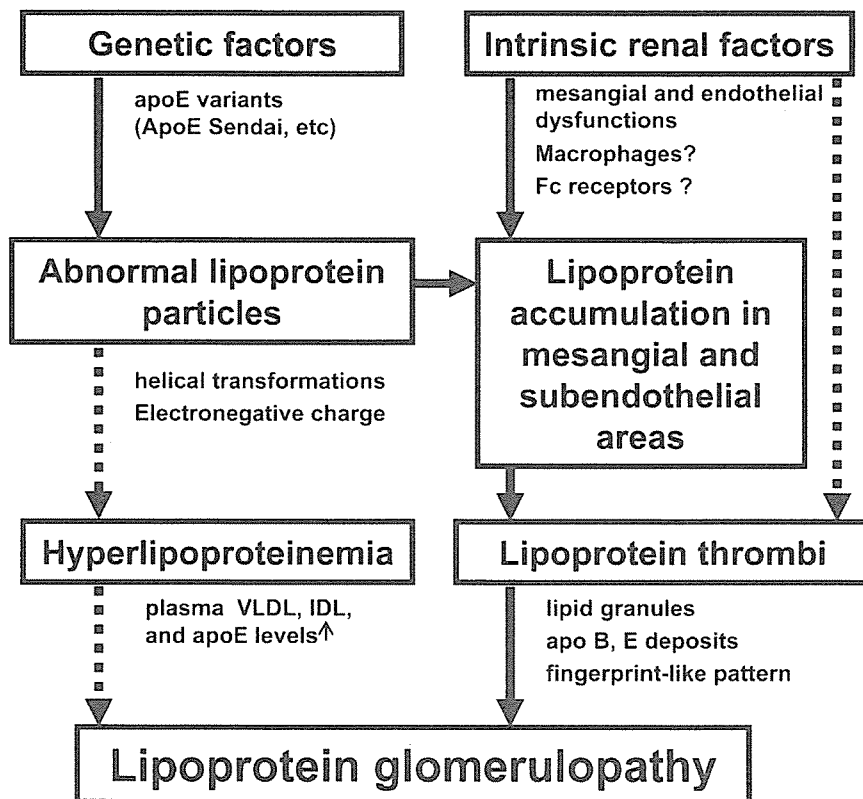 Genetic factors
Intrinsic renal factors
apoE variants
(ApoE Sendai, etc)
mesangial and endothelial
dysfunctions
Macrophages?
Fc receptors ?
Abnormal lipoprotein
particles
Lipoprotein
accumulation in
mesangial and
subendothelial
areas
helical transformations
Electronegative charge
Hyperlipoproteinemia
Lipoprotein thrombi
plasma VLDL, IDL,
and apoE levels↑
lipid granules
apo B, E deposits
fingerprint-like pattern
Lipoprotein glomerulopathy